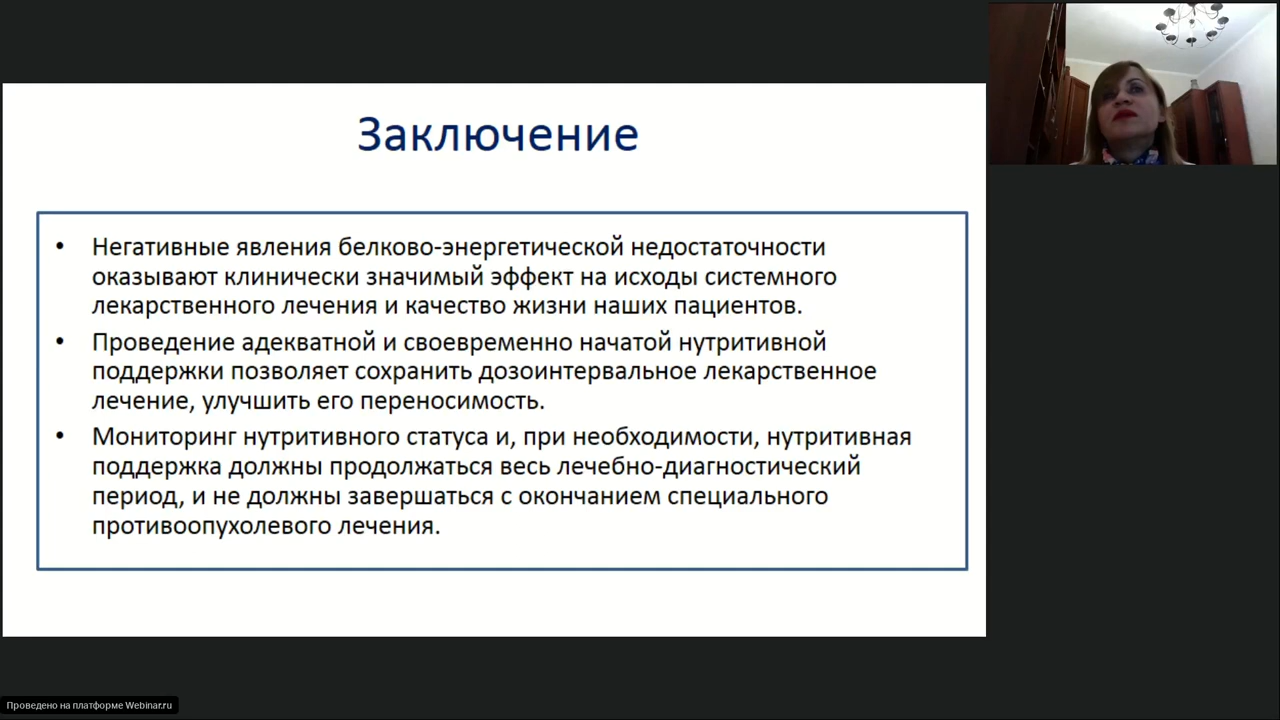 Заключение
• Негативные явления белково-энергетической недостаточности
оказывают клинически значимый эффект на исходы системного
лекарственного лечения и качество жизни наших пациентов.
• Проведение адекватной и своевременно начатой нутритивной
поддержки позволяет сохранить дозоинтервальное лекарственное
лечение, улучшить его переносимость.
• Мониторинг нутритивного статуса и, при необходимости, нутритивная
поддержка должны продолжаться весь лечебно-диагностический
период, и не должны завершаться с окончанием специального
противоопухолевого лечения.
Проведено на платформе Webinar.ru